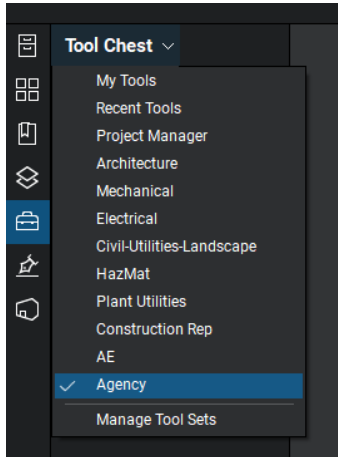 Tool Chest
My Tools
Recent Tools
Project Manager
Architecture
Mechanical
Electrical
Civil-Utilities-Landscape
HazMat
Plant Utilities
Construction Rep
AE
Agency
Manage Tool Sets